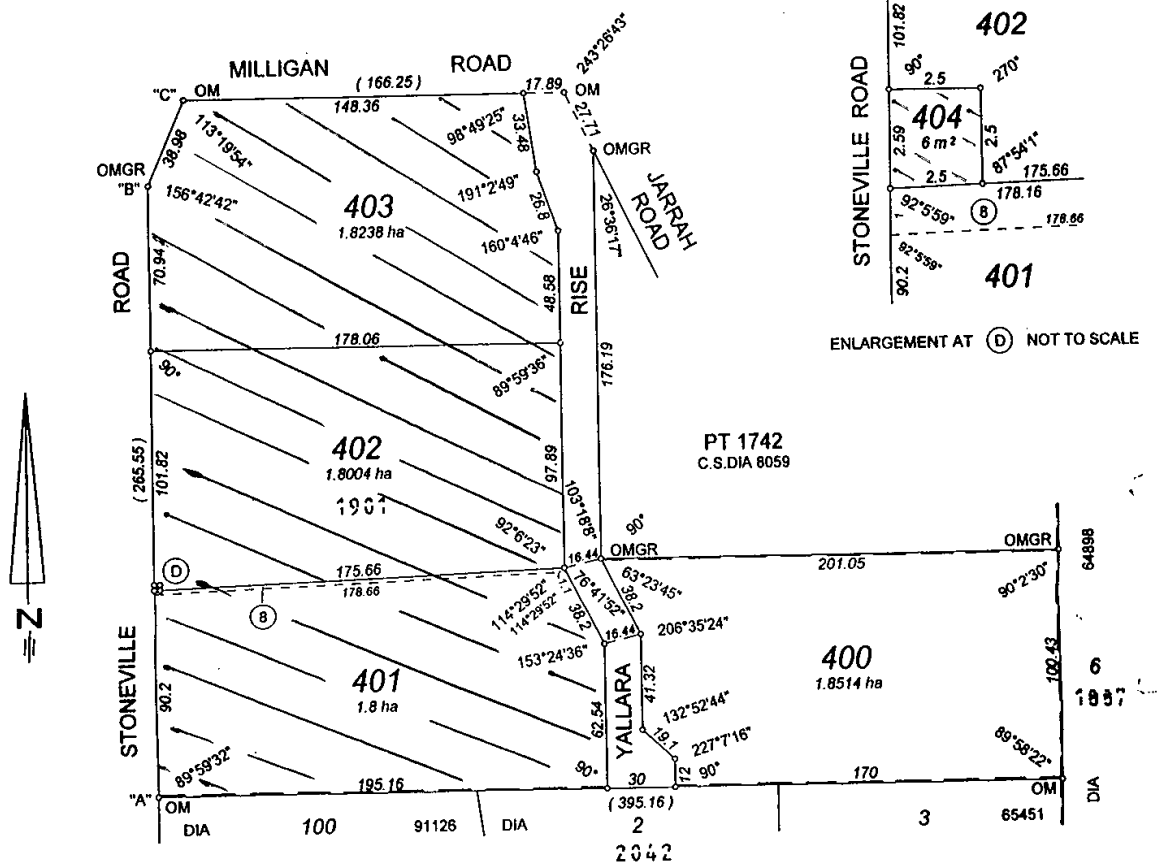 MILLIGAN ROAD
( 166.25 )
148.36
17.89
243°26'43"
"C" OM
OM
27.71
38.98
113°19'54"
98°49'25"
33.48
OMGR
OMGR
"B"
156°42'42"
191°2'49"
403
1.8238 ha
26.8
160°4'46"
JARRAH
ROAD
26°36'17"
ROAD
70.94
48.58
RISE
178.06
90°
89°59'36"
176.19
( 265.55 )
101.82
402
1.8004 ha
1901
97.89
103°18'8"
92°6'23"
90°
PT 1742
C.S.DIA 8059
16.44
OMGR
201.05
OMGR
64898
90°2'30"
D
175.66
178.66
8
1.1
76°41'52"
63°23'45"
38.2
114°29'52"
114°29'52"
38.2
16.44
206°35'24"
153°24'36"
STONEVILLE
90.2
401
1.8 ha
62.54
YALLARA
41.32
400
1.8514 ha
100.43
6
132°52'44"
19.1
227°7'16"
89°59'32"
90°
12
90°
89°58'22"
"A" OM
195.16
30
170
OM
( 395.16 )
DIA
DIA 100 91126 DIA 2 3 65451
2042
N
101.82
402
90°
2.5
270°
STONEVILLE ROAD
2.59
404
6 m²
2.5
87°54'1"
2.5
175.66
178.16
92°5'59"
8
1
178.66
92°5'59"
90.2
401
ENLARGEMENT AT D NOT TO SCALE